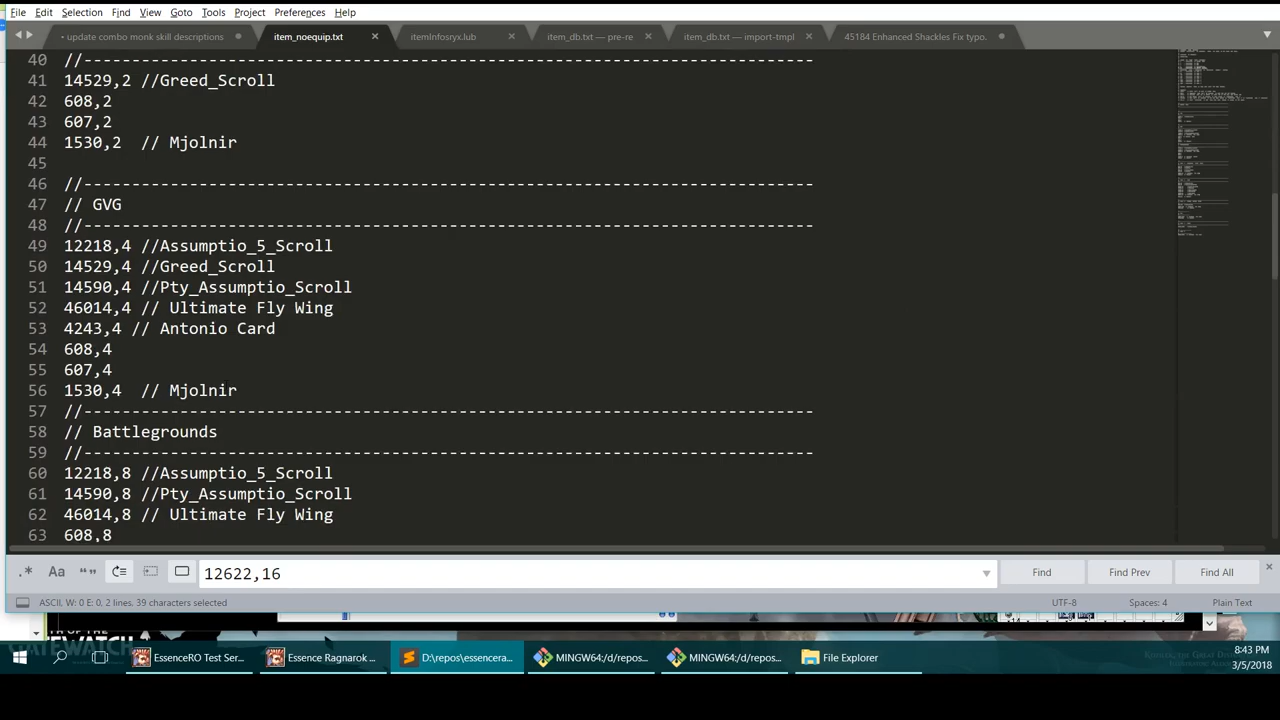 File Edit Selection Find View Goto Tools Project Preferences Help
- update combo monk skill descriptions
item_noequip.txt
itemInfosryx.lub
item_db.txt — pre-re
item_db.txt — import-tmpl
45184 Enhanced Shackles Fix typo.
40 //----------------------------------------------------------------------------
41 14529,2 //Greed_Scroll
42 608,2
43 607,2
44 1530,2  // Mjolnir
45
46 //----------------------------------------------------------------------------
47 // GVG
48 //----------------------------------------------------------------------------
49 12218,4 //Assumptio_5_Scroll
50 14529,4 //Greed_Scroll
51 14590,4 //Pty_Assumptio_Scroll
52 46014,4 // Ultimate Fly Wing
53 4243,4 // Antonio Card
54 608,4
55 607,4
56 1530,4  // Mjolnir
57 //----------------------------------------------------------------------------
58 // Battlegrounds
59 //----------------------------------------------------------------------------
60 12218,8 //Assumptio_5_Scroll
61 14590,8 //Pty_Assumptio_Scroll
62 46014,8 // Ultimate Fly Wing
63 608,8
.* Aa “” 12622,16 Find Find Prev Find All
ASCII, W: 0 E: 0, 2 lines. 39 characters selected UTF-8 Spaces: 4 Plain Text
EssenceRO Test Ser...
Essence Ragnarok ...
D:\repos\essencera...
MINGW64:/d/repos...
MINGW64:/d/repos...
File Explorer
8:43 PM
3/5/2018